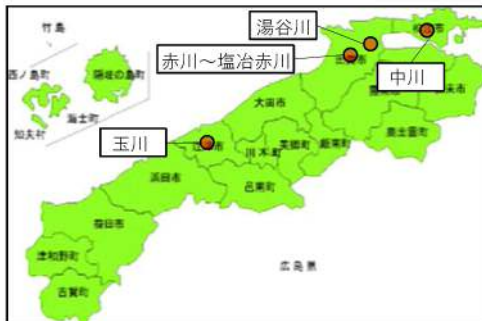 竹島
湯谷川
西ノ島町
隠岐の島町
赤川～塩冶赤川
海士町
知夫村
大田市
中川
玉川
川本町
美郷町
飯南町
奥出雲町
浜田市
邑南町
益田市
津和野町
広島県
吉賀町